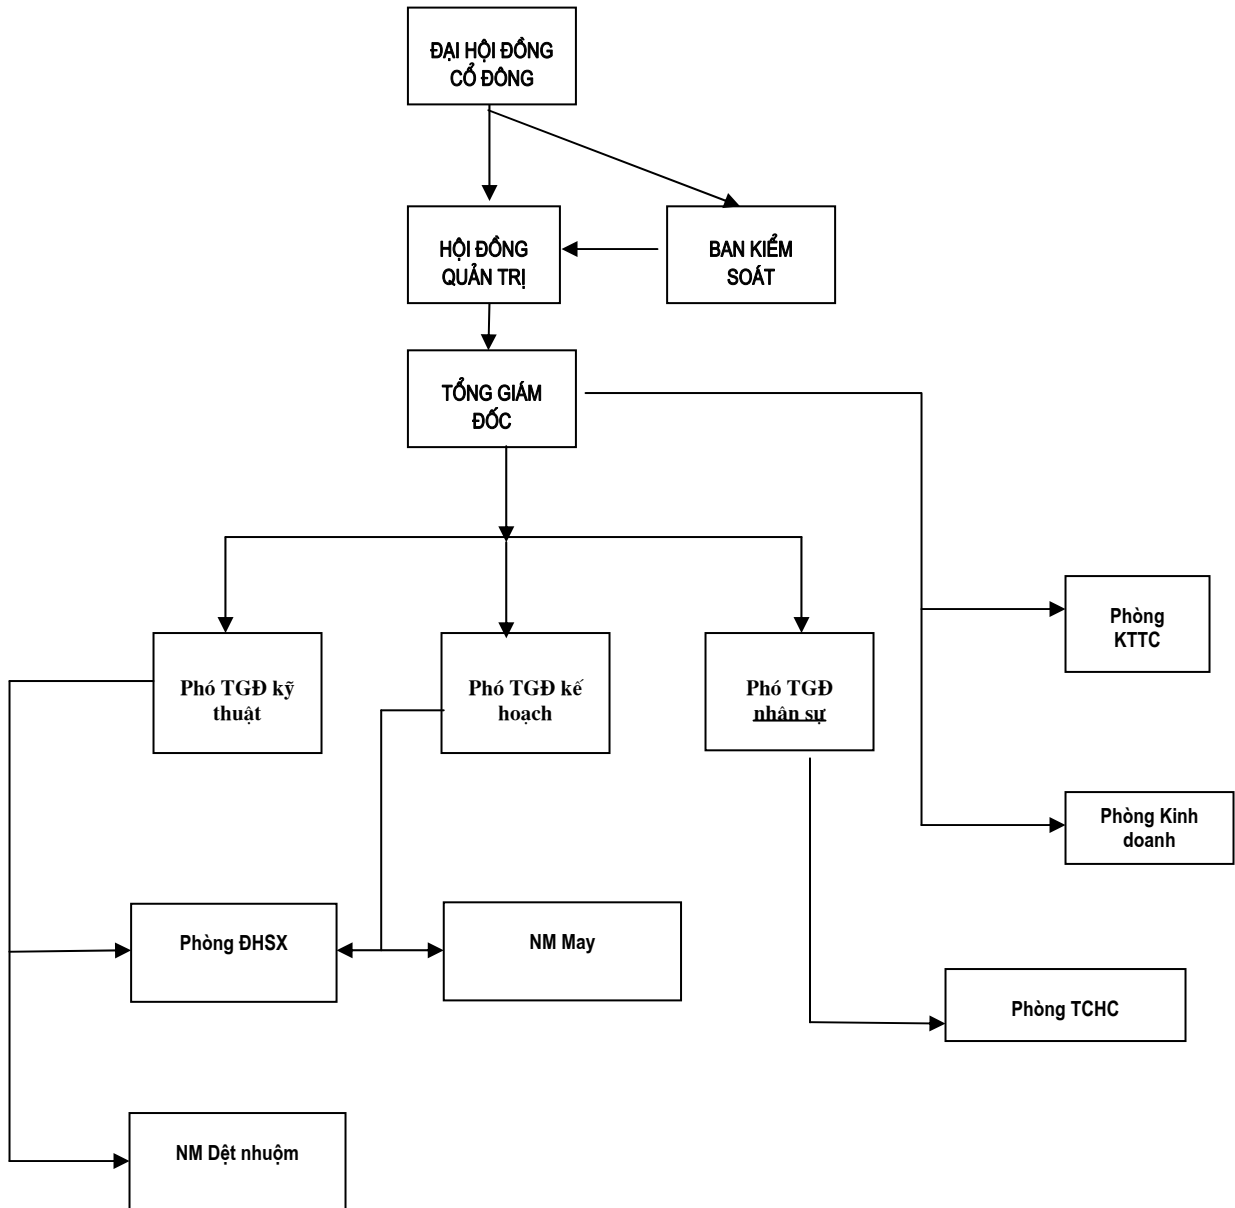 ĐẠI HỘI ĐỒNG
CỔ ĐÔNG
HỘI ĐỒNG
QUẢN TRỊ
BAN KIỂM
SOÁT
TỔNG GIÁM
ĐỐC
Phòng
KTTC
Phó TGĐ kỹ
thuật
Phó TGĐ kế
hoạch
Phó TGĐ
nhân sự
Phòng Kinh
doanh
Phòng ĐHSX
NM May
Phòng TCHC
NM Dệt nhuộm